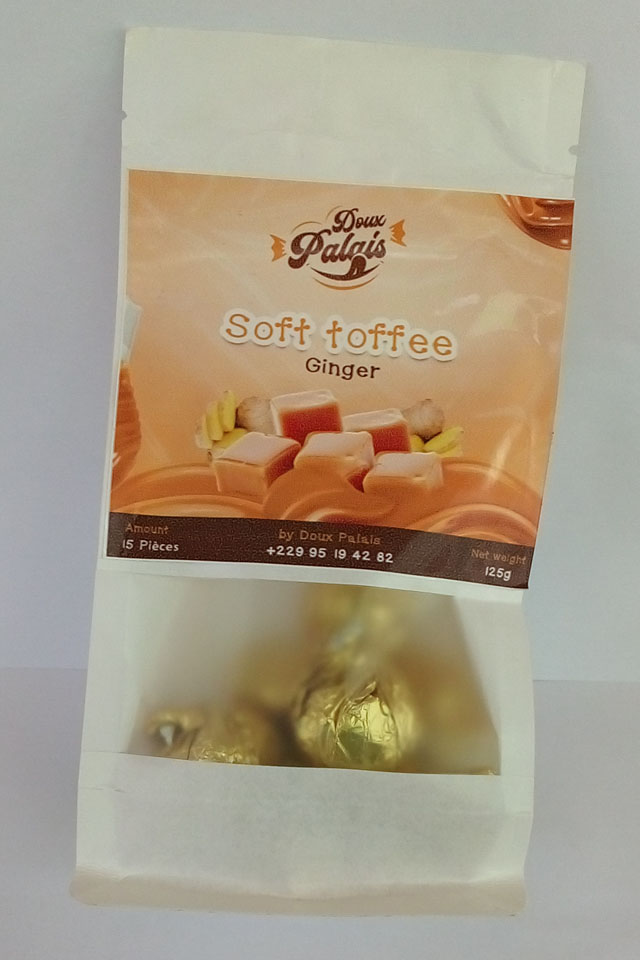 Doux
Palais
Soft toffee
Ginger
Amount
15 Pièces
by Doux Palais
+229 95 19 42 82
Net weight
125g